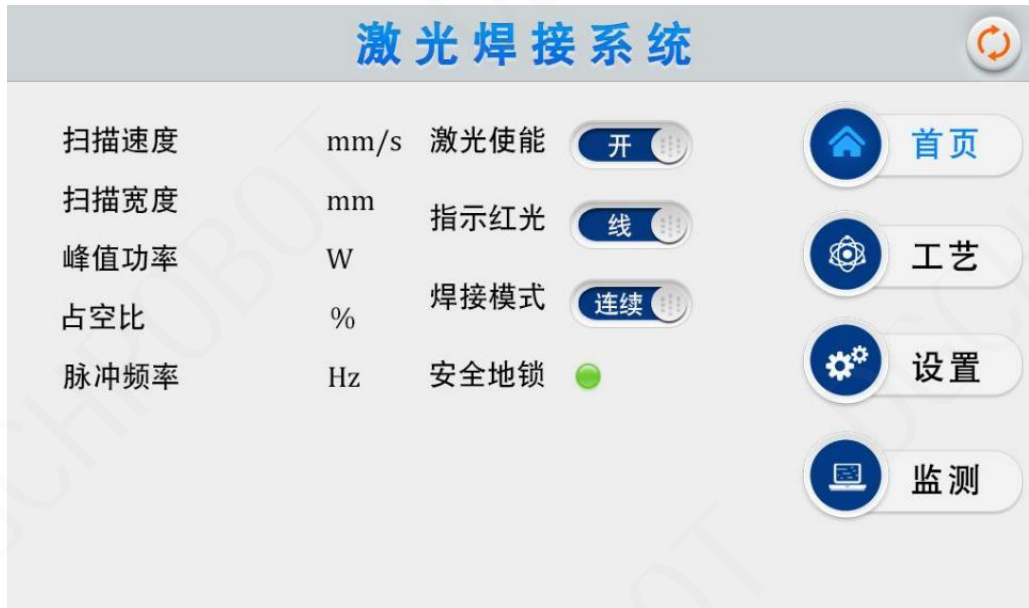 激光焊接系统
扫描速度 mm/s
扫描宽度 mm
峰值功率 W
占空比 %
脉冲频率 Hz
激光使能 开
指示红光 线
焊接模式 连续
安全地锁
首页
工艺
设置
监测